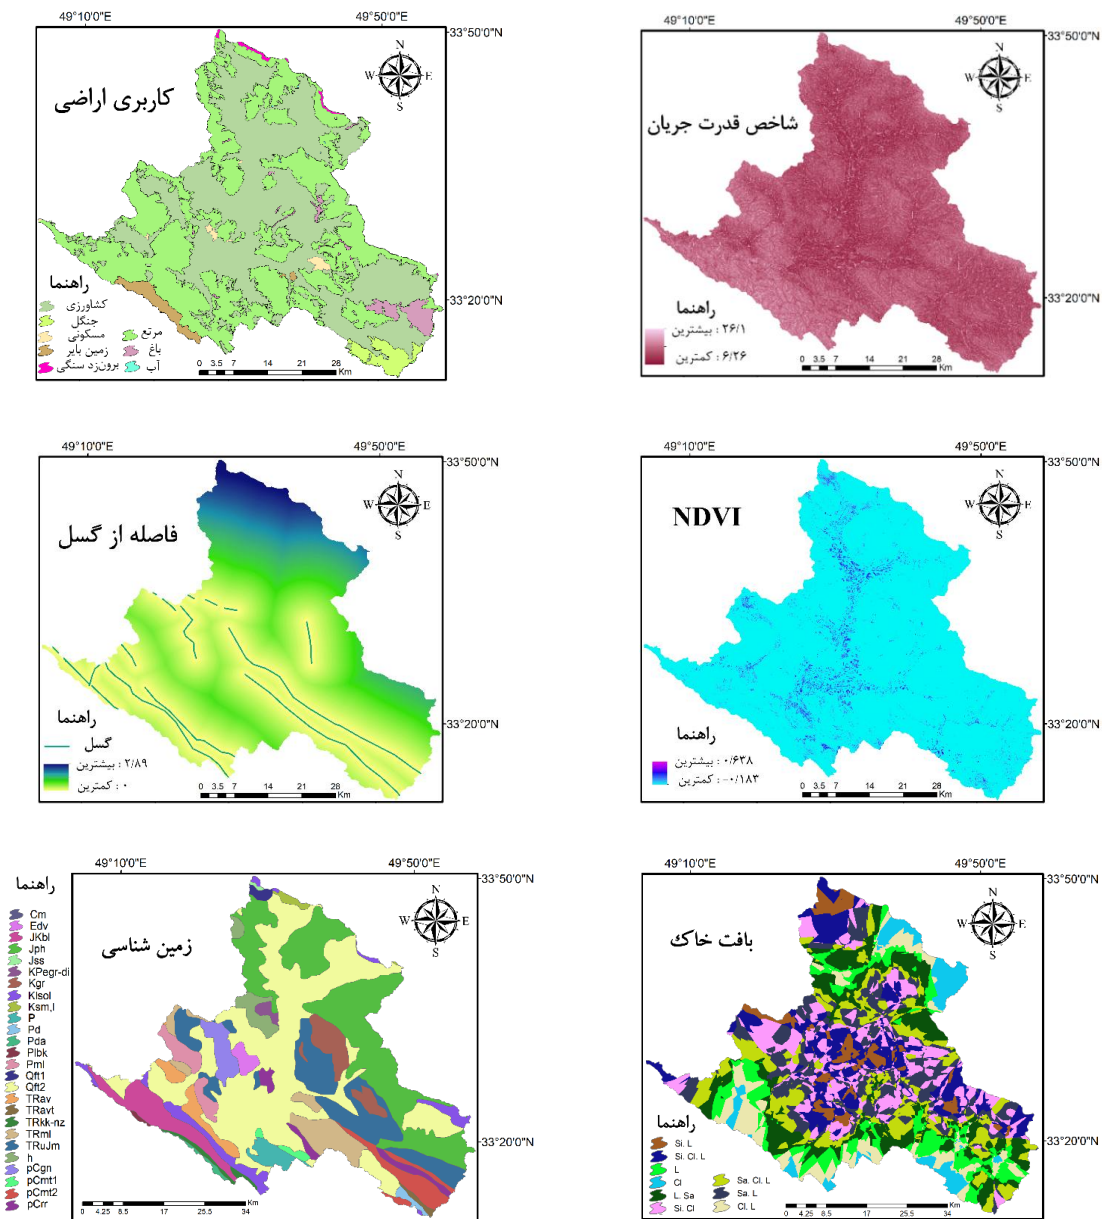 49°10'0"E
49°50'0"E
33°50'0"N
33°20'0"N
N
W
E
S
کاربری اراضی
راهنما
کشاورزی
جنگل
مسکونی
مرتع
زمین بایر
باغ
برون‌زد سنگی
آب
0 3.5 7 14 21 28
Km
49°10'0"E
49°50'0"E
33°50'0"N
33°20'0"N
N
W
E
S
شاخص قدرت جریان
راهنما
بیشترین : ۲۶/۱
کمترین : ۶/۲۶
0 3.5 7 14 21 28
Km
49°10'0"E
49°50'0"E
33°50'0"N
33°20'0"N
N
W
E
S
فاصله از گسل
راهنما
گسل
بیشترین : ۲/۸۹
کمترین : ۰
0 3.5 7 14 21 28
Km
49°10'0"E
49°50'0"E
33°50'0"N
33°20'0"N
N
W
E
S
NDVI
راهنما
بیشترین : ۰/۶۳۸
کمترین : -۰/۱۸۳
0 3.5 7 14 21 28
Km
49°10'0"E
49°50'0"E
33°50'0"N
33°20'0"N
N
W
E
S
زمین شناسی
راهنما
Cm
Edv
JKbl
Jph
Jss
KPegr-di
Kgr
Klsol
Ksm,l
P
Pd
Pda
Plbk
Pml
Qft1
Qft2
TRav
TRavt
TRkk-nz
TRml
TRuJm
h
pCgn
pCmt1
pCmt2
pCrr
0 4.25 8.5 17 25.5 34
Km
49°10'0"E
49°50'0"E
33°50'0"N
33°20'0"N
N
W
E
S
بافت خاک
راهنما
Si. L
Si. Cl. L
L
Cl
Sa. Cl. L
L. Sa
Sa. L
Si. Cl
Cl. L
0 4.25 8.5 17 25.5 34
Km